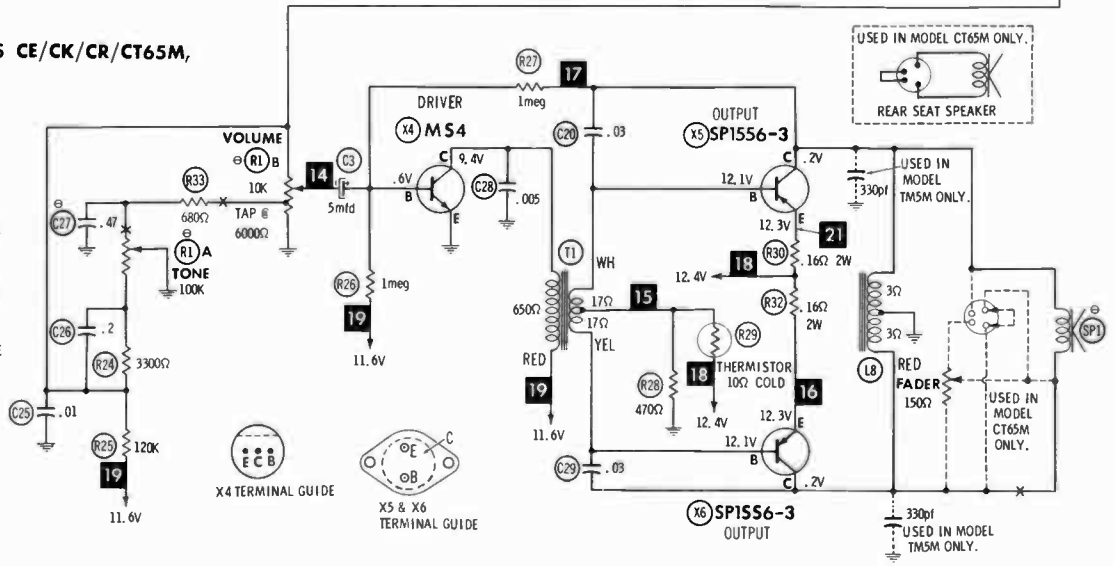 S CE/CK/CR/CT65M,
USED IN MODEL CT65M ONLY.
REAR SEAT SPEAKER
R27
1meg
17
DRIVER
X4 MS4
OUTPUT
X5 SP1556-3
C20 .03
VOLUME
R1 B
10K
TAP @
6000Ω
14
C3
5mfd
C 9.4V
.6V
B
E
C28
.005
C .2V
12.1V
B
E
12.3V
21
330pf
USED IN
MODEL
TM5M ONLY.
R33
680Ω
C27 .47
R1 A
TONE
100K
R26
1meg
19
11.6V
T1
WH
650Ω
17Ω
17Ω
YEL
RED
19
11.6V
15
R30
.16Ω 2W
18
12.4V
R32
.16Ω
2W
R29
THERMISTOR
10Ω COLD
18
12.4V
R28
470Ω
16
3Ω
3Ω
L8
RED
FADER
150Ω
SP1
USED IN
MODEL
CT65M
ONLY.
C26 .2
R24 3300Ω
E
C25 .01
R25 120K
19
11.6V
E C B
X4 TERMINAL GUIDE
E
B
C
X5 & X6
TERMINAL GUIDE
C29 .03
12.3V
E
12.1V
B
C .2V
X6 SP1556-3
OUTPUT
330pf
USED IN MODEL
TM5M ONLY.